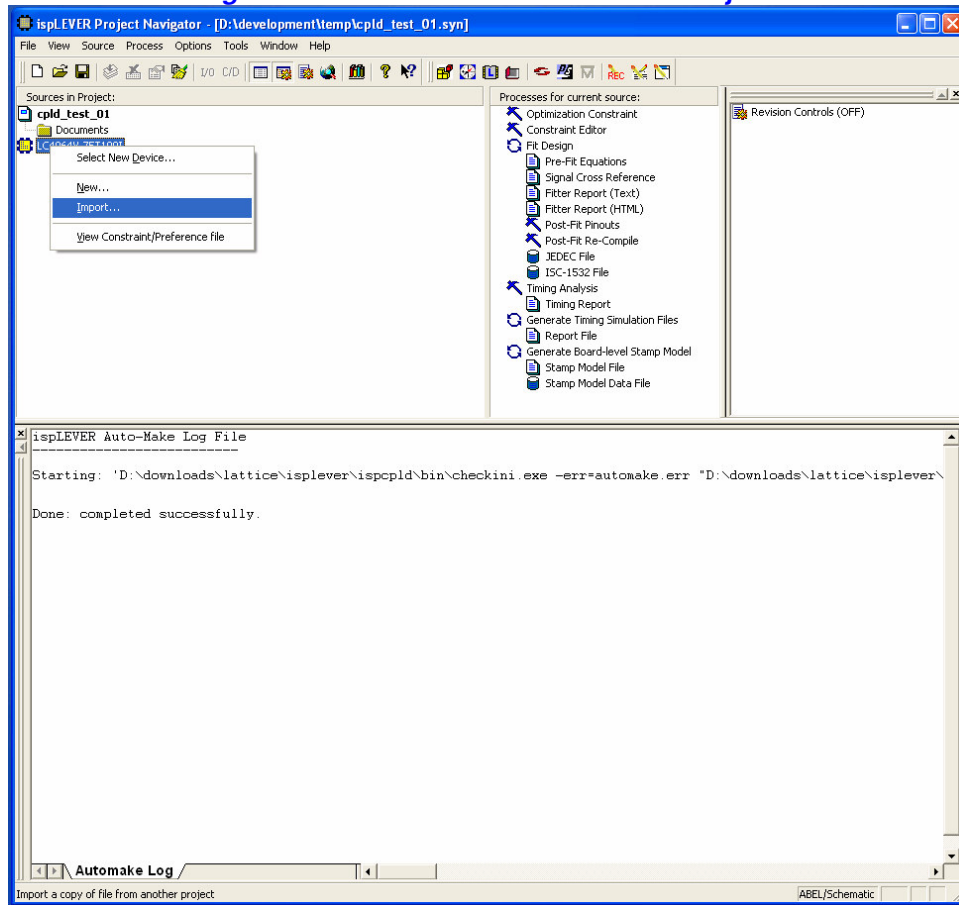 ispLEVER Project Navigator - [D:\development\temp\cpld_test_01.syn]
File View Source Process Options Tools Window Help
I/O C/D
REC
Sources in Project:
cpld_test_01
Documents
LC4064V-75T100I
Select New Device...
New...
Import...
View Constraint/Preference file
Processes for current source:
Optimization Constraint
Constraint Editor
Fit Design
Pre-Fit Equations
Signal Cross Reference
Fitter Report (Text)
Fitter Report (HTML)
Post-Fit Pinouts
Post-Fit Re-Compile
JEDEC File
ISC-1532 File
Timing Analysis
Timing Report
Generate Timing Simulation Files
Report File
Generate Board-level Stamp Model
Stamp Model File
Stamp Model Data File
Revision Controls (OFF)
ispLEVER Auto-Make Log File
---------------------------
Starting: 'D:\downloads\lattice\isplever\ispcpld\bin\checkini.exe -err=automake.err "D:\downloads\lattice\isplever\
Done: completed successfully.
Automake Log
Import a copy of file from another project
ABEL/Schematic